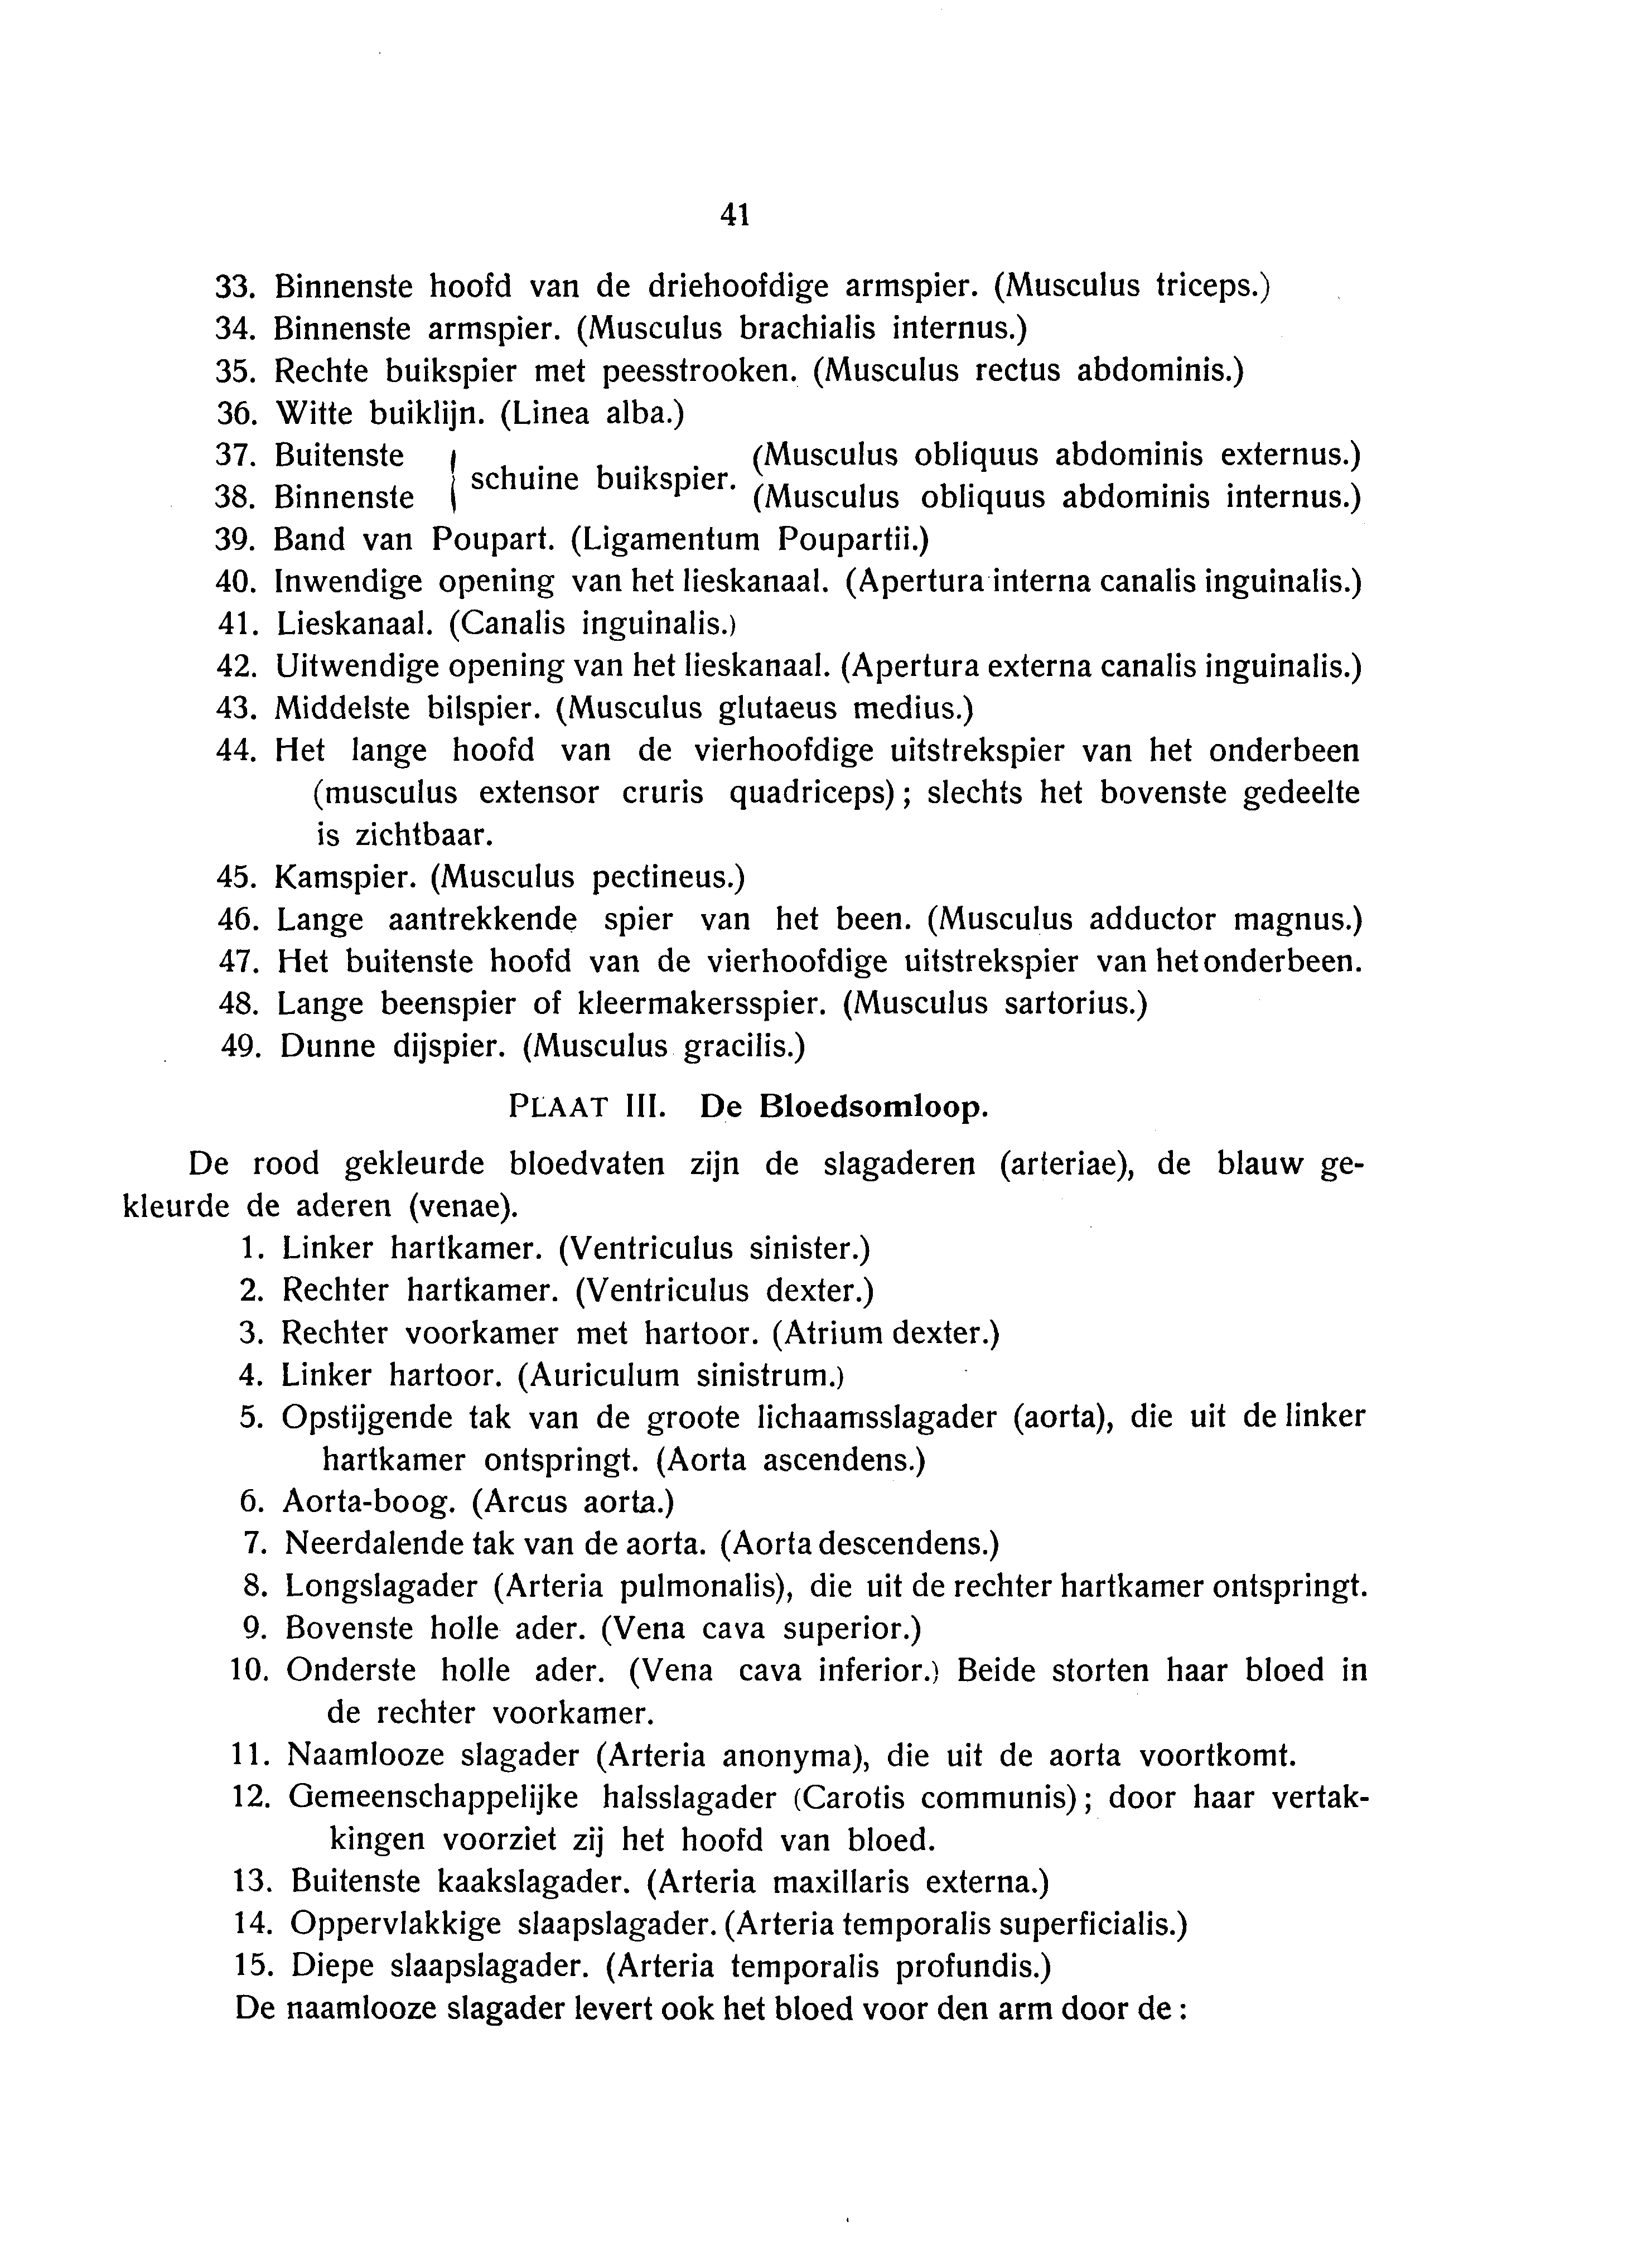 41
33. Binnenste hoofd van de driehoofdige armspier. (Musculus triceps.)
34. Binnenste armspier. (Musculus brachialis internus.)
35. Rechte buikspier met peesstrooken. (Musculus rectus abdominis.)
36. Witte buiklijn. (Linea alba.)
37. Buitenste
38. Binnenste
schuine buikspier.
(Musculus obliquus abdominis externus.)
(Musculus obliquus abdominis internus.)
39. Band van Poupart. (Ligamentum Poupartii.)
40. Inwendige opening van het lieskanaal. (Apertura interna canalis inguinalis.)
41. Lieskanaal. (Canalis inguinalis.)
42. Uitwendige opening van het lieskanaal. (Apertura externa canalis inguinalis.)
43. Middelste bilspier. (Musculus glutaeus medius.)
44. Het lange hoofd van de vierhoofdige uitstrekspier van het onderbeen
(musculus extensor cruris quadriceps); slechts het bovenste gedeelte
is zichtbaar.
45. Kamspier. (Musculus pectineus.)
46. Lange aantrekkende spier van het been. (Musculus adductor magnus.)
47. Het buitenste hoofd van de vierhoofdige uitstrekspier van het onderbeen.
48. Lange beenspier of kleermakersspier. (Musculus sartorius.)
49. Dunne dijspier. (Musculus gracilis.)
PLAAT III. De Bloedsomloop.
De rood gekleurde bloedvaten zijn de slagaderen (arteriae), de blauw ge-
kleurde de aderen (venae).
1. Linker hartkamer. (Ventriculus sinister.)
2. Rechter hartkamer. (Ventriculus dexter.)
3. Rechter voorkamer met hartoor. (Atrium dexter.)
4. Linker hartoor. (Auriculum sinistrum.)
5. Opstijgende tak van de groote lichaamsslagader (aorta), die uit de linker
hartkamer ontspringt. (Aorta ascendens.)
6. Aorta-boog. (Arcus aorta.)
7. Neerdalende tak van de aorta. (Aorta descendens.)
8. Longslagader (Arteria pulmonalis), die uit de rechter hartkamer ontspringt.
9. Bovenste holle ader. (Vena cava superior.)
10. Onderste holle ader. (Vena cava inferior.) Beide storten haar bloed in
de rechter voorkamer.
11. Naamlooze slagader (Arteria anonyma), die uit de aorta voortkomt.
12. Gemeenschappelijke halsslagader (Carotis communis); door haar vertak-
kingen voorziet zij het hoofd van bloed.
13. Buitenste kaakslagader. (Arteria maxillaris externa.)
14. Oppervlakkige slaapslagader. (Arteria temporalis superficialis.)
15. Diepe slaapslagader. (Arteria temporalis profundis.)
De naamlooze slagader levert ook het bloed voor den arm door de: